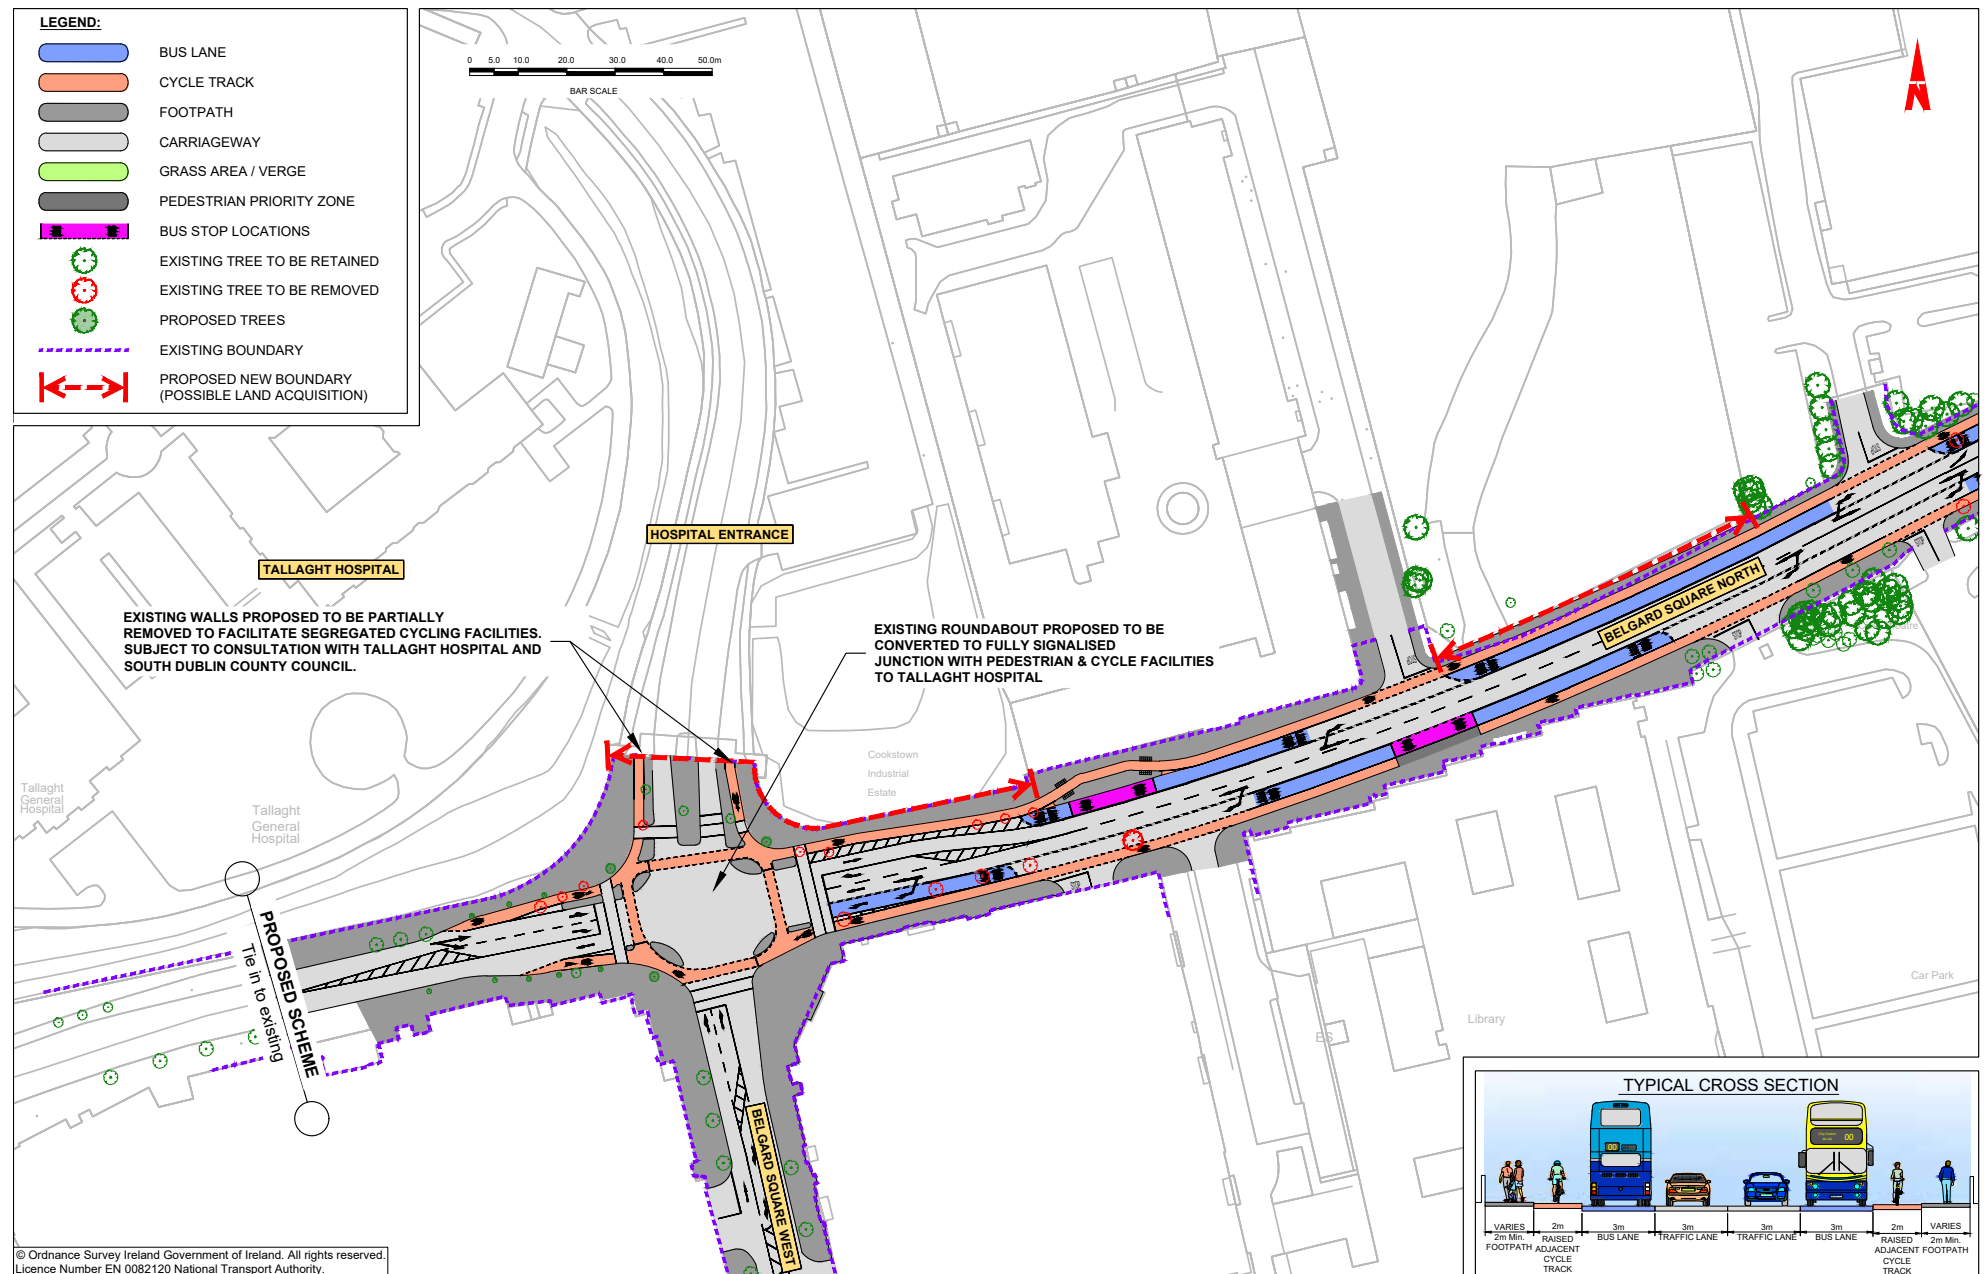 LEGEND:
BUS LANE
CYCLE TRACK
FOOTPATH
CARRIAGEWAY
GRASS AREA / VERGE
PEDESTRIAN PRIORITY ZONE
BUS STOP LOCATIONS
EXISTING TREE TO BE RETAINED
EXISTING TREE TO BE REMOVED
PROPOSED TREES
EXISTING BOUNDARY
PROPOSED NEW BOUNDARY
(POSSIBLE LAND ACQUISITION)
0 5.0 10.0 20.0 30.0 40.0 50.0m
BAR SCALE
N
HOSPITAL ENTRANCE
TALLAGHT HOSPITAL
EXISTING WALLS PROPOSED TO BE PARTIALLY
REMOVED TO FACILITATE SEGREGATED CYCLING FACILITIES.
SUBJECT TO CONSULTATION WITH TALLAGHT HOSPITAL AND
SOUTH DUBLIN COUNTY COUNCIL.
EXISTING ROUNDABOUT PROPOSED TO BE
CONVERTED TO FULLY SIGNALISED
JUNCTION WITH PEDESTRIAN & CYCLE FACILITIES
TO TALLAGHT HOSPITAL
BELGARD SQUARE NORTH
Cookstown
Industrial
Estate
Tallaght
General
Hospital
Tallaght
General
Hospital
PROPOSED SCHEME
Tie in to existing
BELGARD SQUARE WEST
Car Park
Library
ES
TYPICAL CROSS SECTION
00
00
VARIES
2m Min.
FOOTPATH
2m
RAISED
ADJACENT
CYCLE
TRACK
3m
BUS LANE
3m
TRAFFIC LANE
3m
TRAFFIC LANE
3m
BUS LANE
2m
RAISED
ADJACENT
CYCLE
TRACK
VARIES
2m Min.
FOOTPATH
© Ordnance Survey Ireland Government of Ireland. All rights reserved.
Licence Number EN 0082120 National Transport Authority.